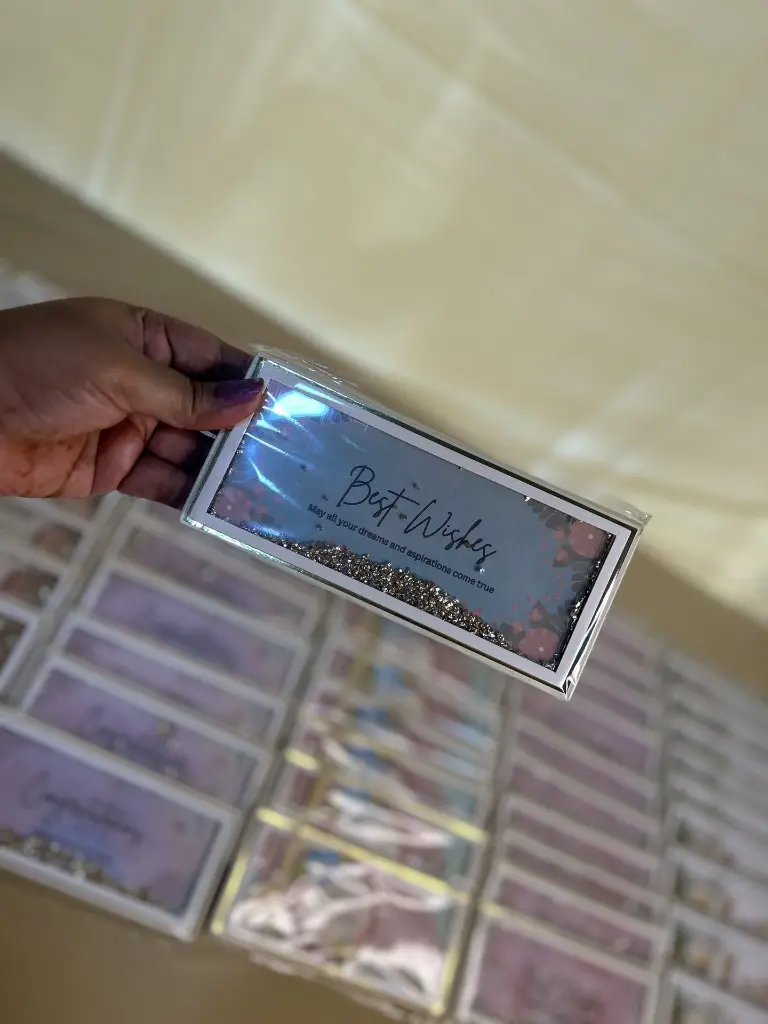 Best Wishes
May all your dreams and aspirations come true